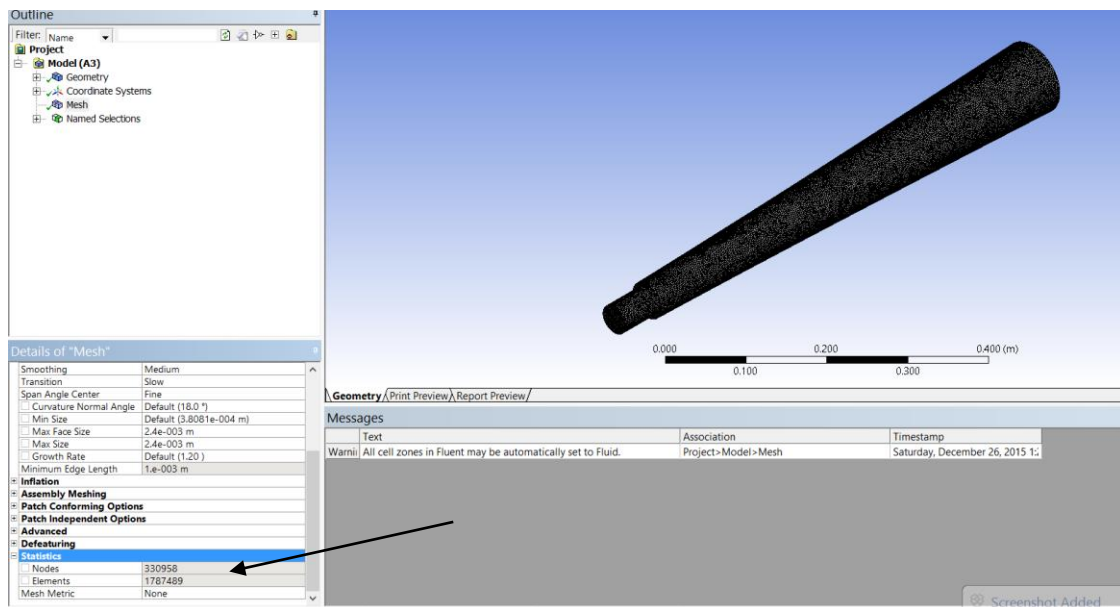 Outline
Filter: Name
Project
Model (A3)
Geometry
Coordinate Systems
Mesh
Named Selections
0.000 0.200 0.400 (m)
0.100 0.300
Details of "Mesh"
Smoothing Medium
Transition Slow
Span Angle Center Fine
Curvature Normal Angle Default (18.0 °)
Min Size Default (3.8081e-004 m)
Max Face Size 2.4e-003 m
Max Size 2.4e-003 m
Growth Rate Default (1.20 )
Minimum Edge Length 1.e-003 m
Inflation
Assembly Meshing
Patch Conforming Options
Patch Independent Options
Advanced
Defeaturing
Statistics
Nodes 330958
Elements 1787489
Mesh Metric None
Geometry Print Preview Report Preview
Messages
Text Association Timestamp
Warni All cell zones in Fluent may be automatically set to Fluid. Project>Model>Mesh Saturday, December 26, 2015
Screenshot Added